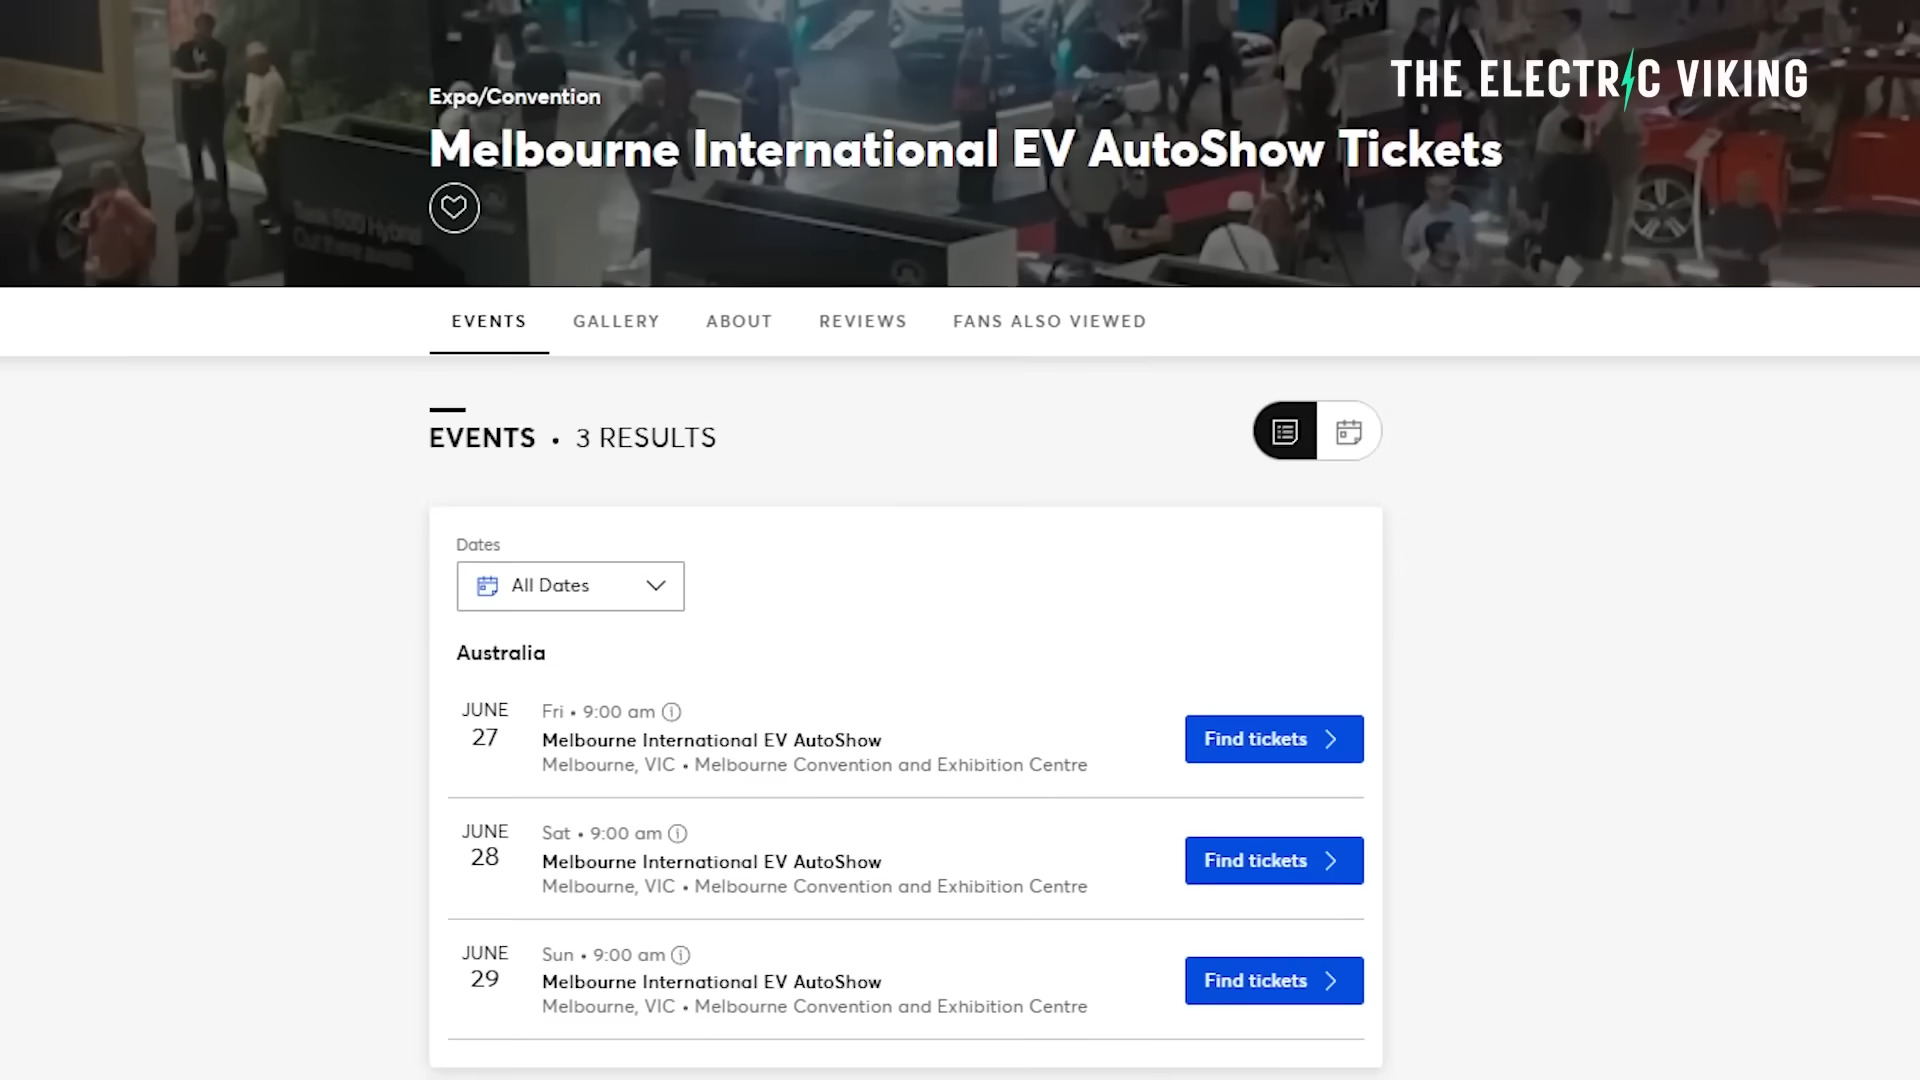 THE ELECTRIC VIKING
Expo/Convention
Melbourne International EV AutoShow Tickets
Tank 500 Hybrid
EVENTS GALLERY ABOUT REVIEWS FANS ALSO VIEWED
EVENTS • 3 RESULTS
Dates
All Dates
Australia
JUNE
27
Fri • 9:00 am
Melbourne International EV AutoShow
Melbourne, VIC • Melbourne Convention and Exhibition Centre
Find tickets
JUNE
28
Sat • 9:00 am
Melbourne International EV AutoShow
Melbourne, VIC • Melbourne Convention and Exhibition Centre
Find tickets
JUNE
29
Sun • 9:00 am
Melbourne International EV AutoShow
Melbourne, VIC • Melbourne Convention and Exhibition Centre
Find tickets